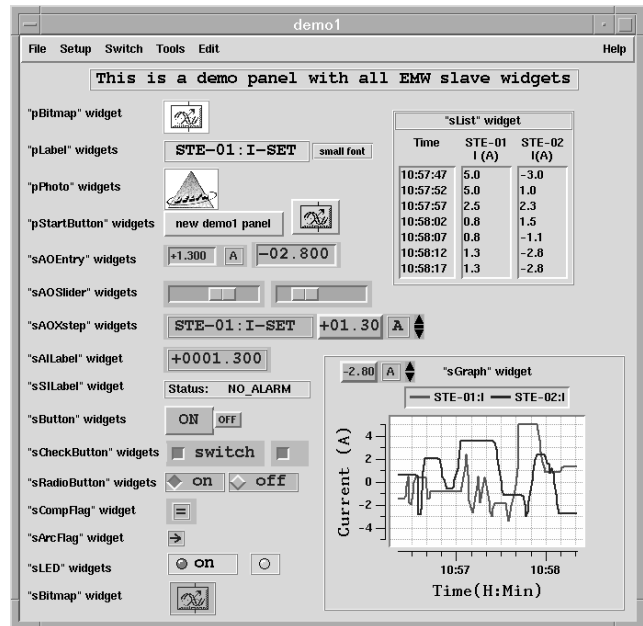 demo1
File Setup Switch Tools Edit Help
This is a demo panel with all EMW slave widgets
"pBitmap" widget
"pLabel" widgets STE-01:I-SET small font
"pPhoto" widgets
"pStartButton" widgets new demo1 panel
"sAOEntry" widgets +1.300 A -02.800
"sAOSlider" widgets
"sAOXstep" widgets STE-01:I-SET +01.30 A
"sAILabel" widget +0001.300
"sSILabel" widget Status: NO_ALARM
"sButton" widgets ON OFF
"sCheckButton" widgets switch
"sRadioButton" widgets on off
"sCompFlag" widget =
"sArcFlag" widget
"sLED" widgets on
"sBitmap" widget
"sList" widget
Time STE-01 STE-02
I (A) I(A)
10:57:47 5.0 -3.0
10:57:52 5.0 1.0
10:57:57 2.5 2.3
10:58:02 0.8 1.5
10:58:07 0.8 -1.1
10:58:12 1.3 -2.8
10:58:17 1.3 -2.8
-2.80 A "sGraph" widget
STE-01:I STE-02:I
Current (A)
4
2
0
-2
-4
10:57 10:58
Time(H:Min)